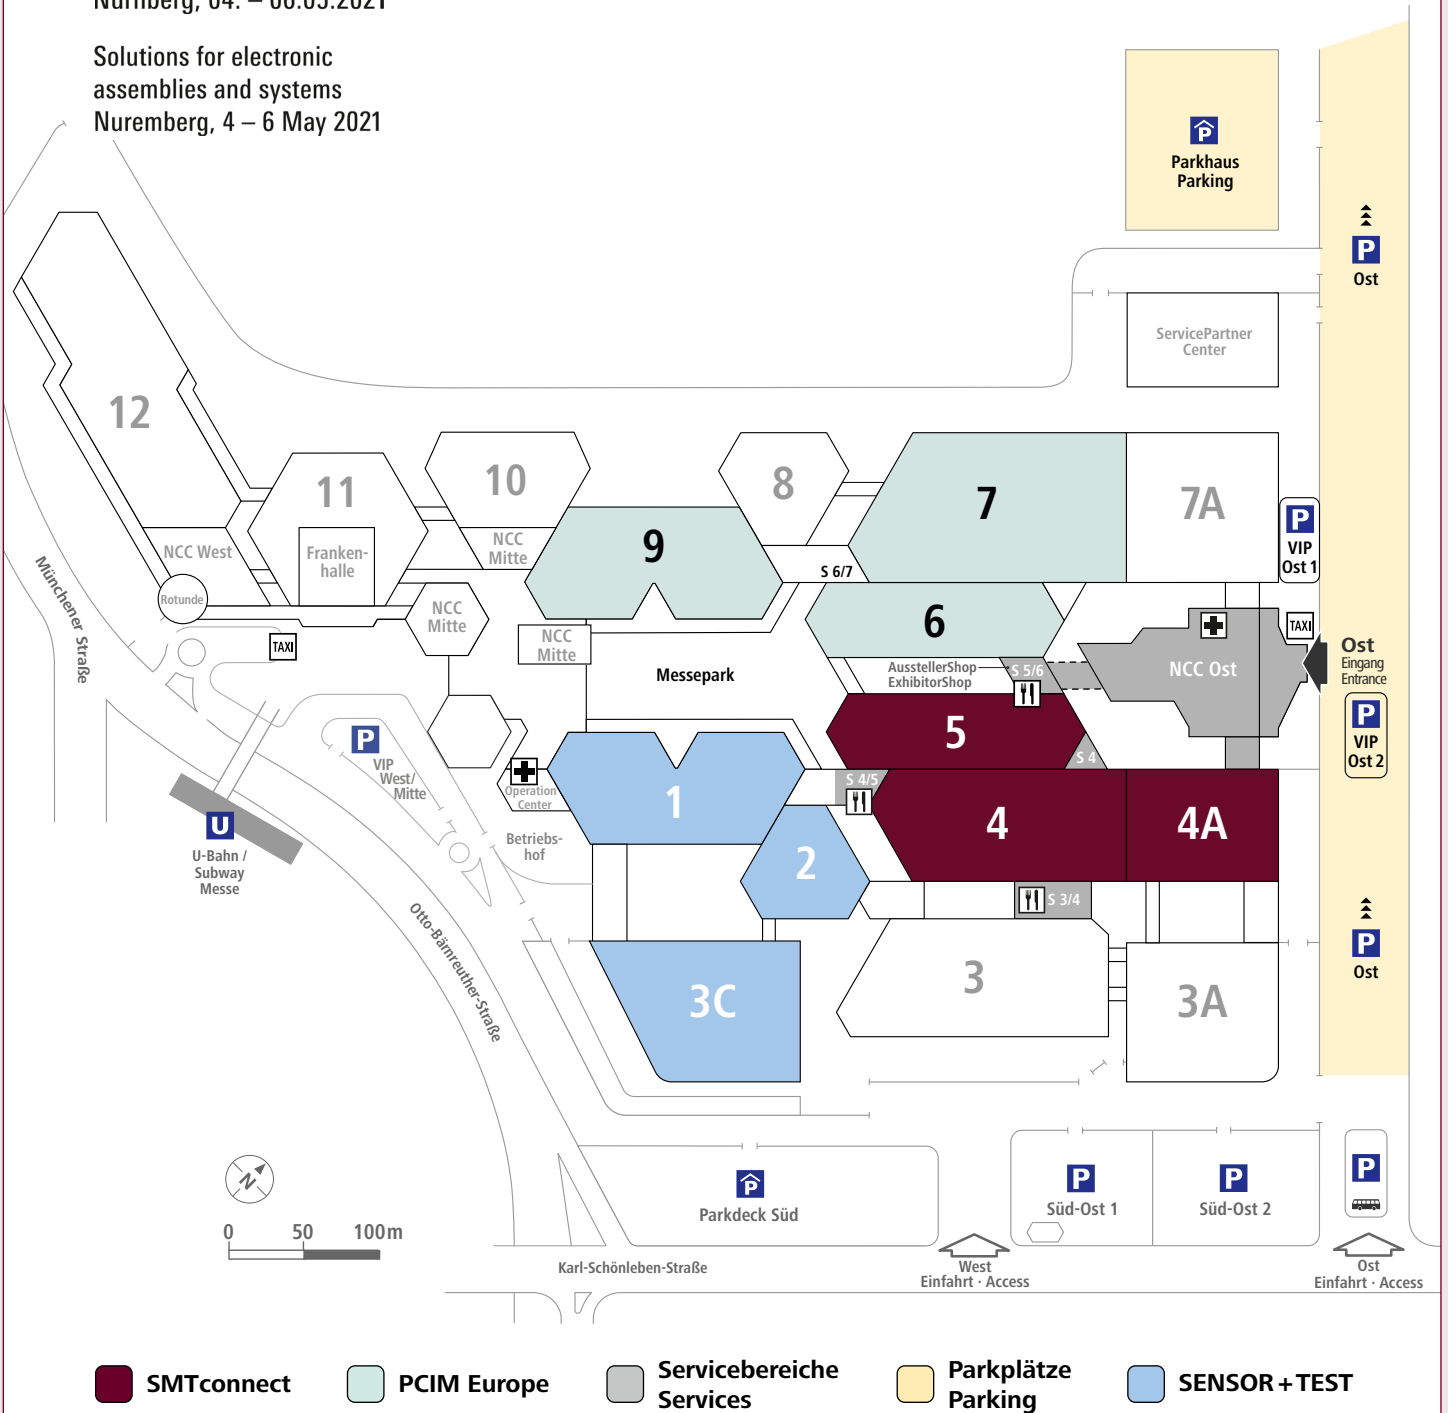 Nürnberg, 04. – 06.05.2021
Solutions for electronic
assemblies and systems
Nuremberg, 4 – 6 May 2021
P
Parkhaus
Parking
P
Ost
ServicePartner
Center
12
11
10
8
7
7A
9
P
VIP
Ost 1
NCC West
Franken-
halle
NCC
Mitte
S 6/7
Rotunde
NCC
Mitte
6
NCC
Mitte
TAXI
TAXI
Ost
Eingang
Entrance
Münchener Straße
Messepark
AusstellerShop
ExhibitorShop
S 5/6
NCC Ost
P
VIP
Ost 2
5
S 4
P
VIP
West/
Mitte
Operation
Center
1
S 4/5
4
4A
U
U-Bahn /
Subway
Messe
Betriebs-
hof
2
S 3/4
Otto-Bärnreuther-Straße
P
Ost
3C
3
3A
N
0 50 100m
P
Parkdeck Süd
P
Süd-Ost 1
P
Süd-Ost 2
P
Karl-Schönleben-Straße
West
Einfahrt · Access
Ost
Einfahrt · Access
SMTconnect
PCIM Europe
Servicebereiche
Services
Parkplätze
Parking
SENSOR+TEST